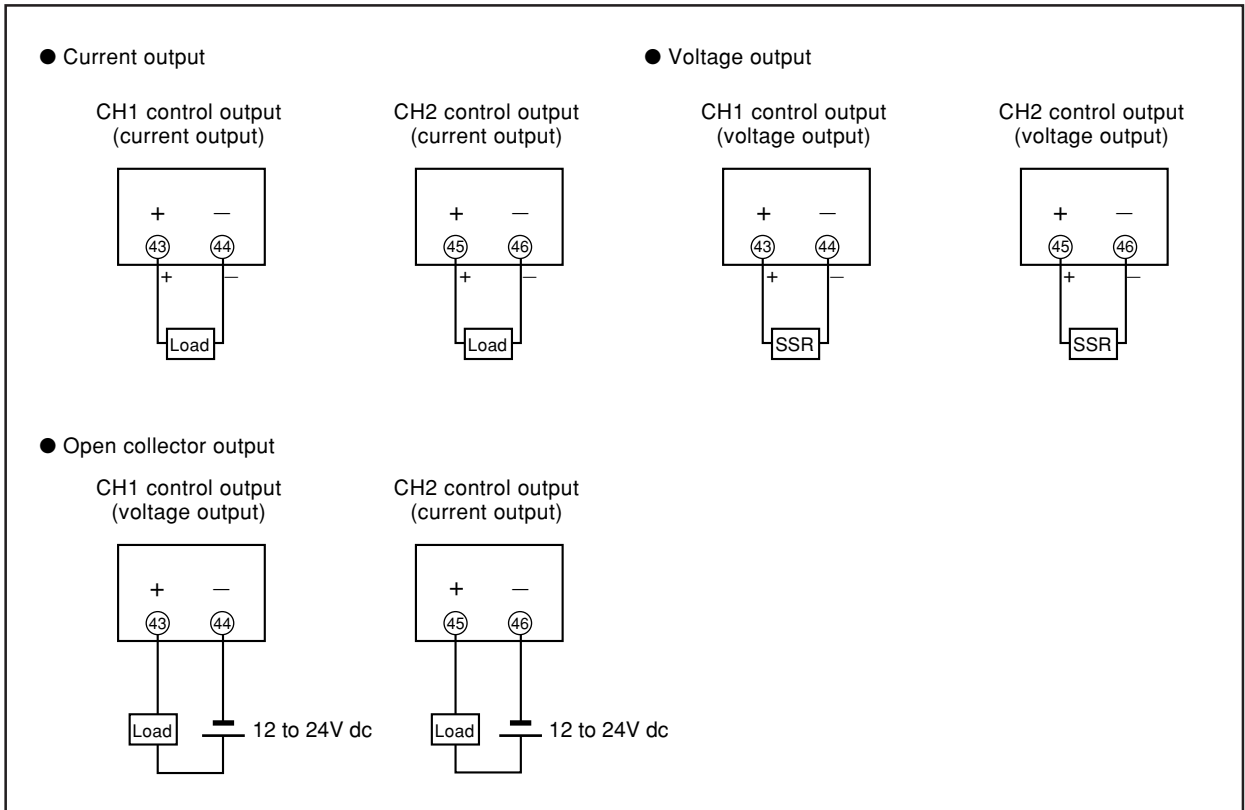 ● Current output
CH1 control output
(current output)
+ −
43 44
+ −
Load
CH2 control output
(current output)
+ −
45 46
+ −
Load
● Voltage output
CH1 control output
(voltage output)
+ −
43 44
+ −
SSR
CH2 control output
(voltage output)
+ −
45 46
+ −
SSR
● Open collector output
CH1 control output
(voltage output)
+ −
43 44
Load
12 to 24V dc
CH2 control output
(current output)
+ −
45 46
Load
12 to 24V dc